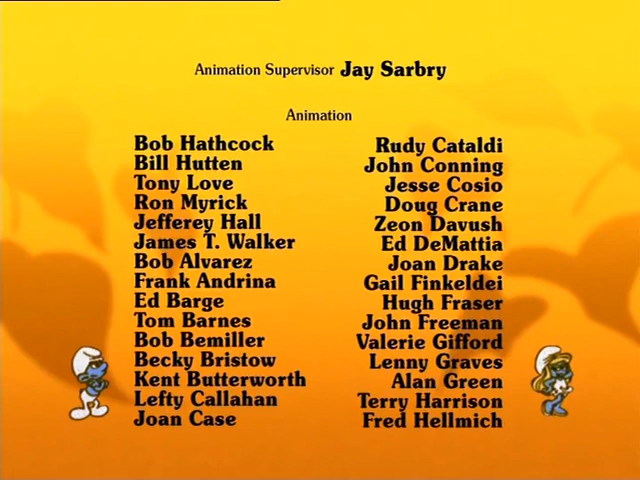 Animation Supervisor Jay Sarbry
Animation
Bob Hathcock
Bill Hutten
Tony Love
Ron Myrick
Jefferey Hall
James T. Walker
Bob Alvarez
Frank Andrina
Ed Barge
Tom Barnes
Bob Bemiller
Becky Bristow
Kent Butterworth
Lefty Callahan
Joan Case
Rudy Cataldi
John Conning
Jesse Cosio
Doug Crane
Zeon Davush
Ed DeMattia
Joan Drake
Gail Finkeldei
Hugh Fraser
John Freeman
Valerie Gifford
Lenny Graves
Alan Green
Terry Harrison
Fred Hellmich